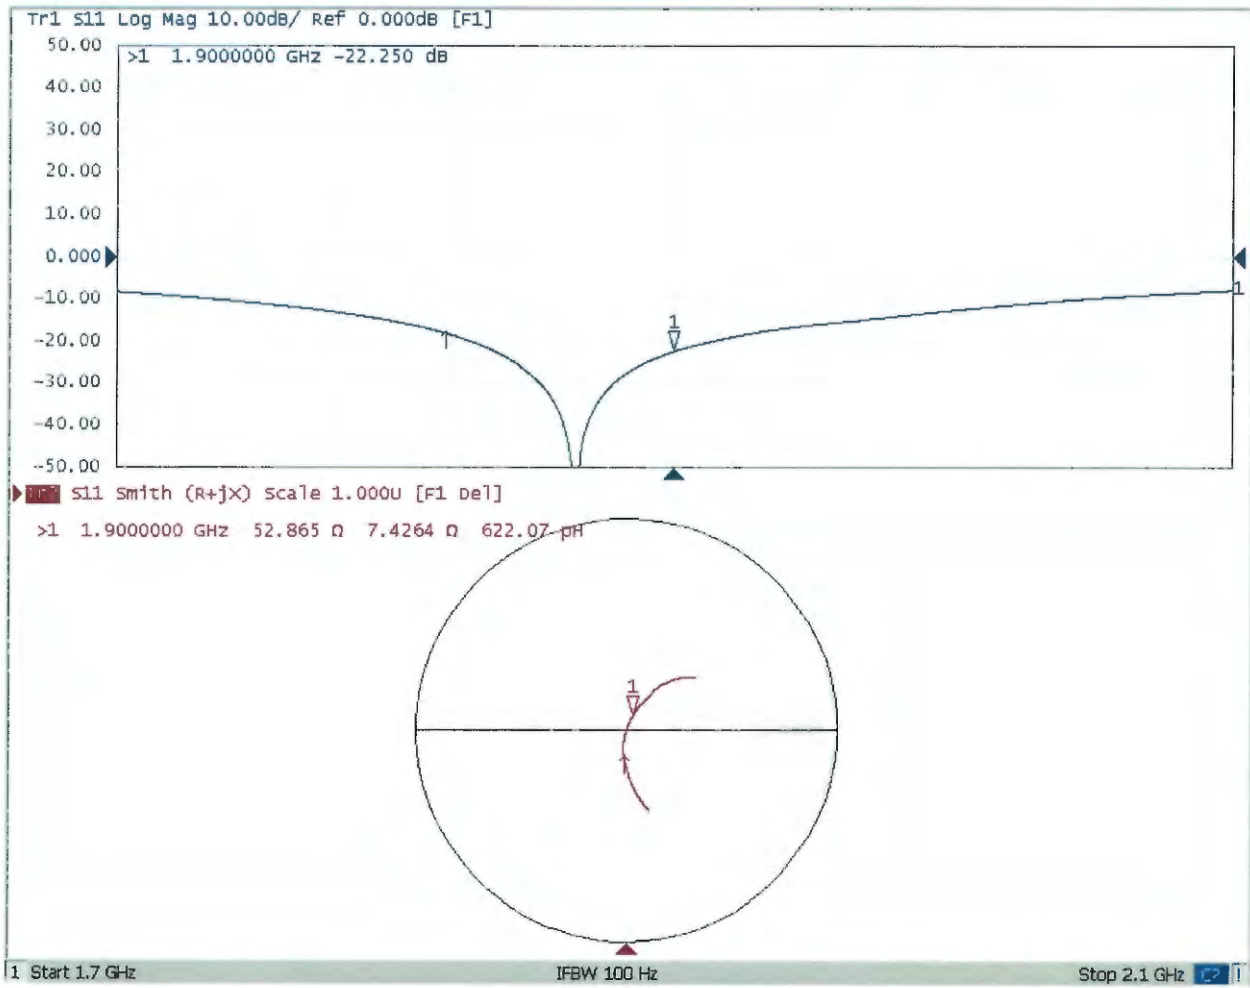 Tr1 S11 Log Mag 10.00dB/ Ref 0.000dB [F1]
50.00
>1 1.9000000 GHz -22.250 dB
40.00
30.00
20.00
10.00
0.000
-10.00
1
1
-20.00
-30.00
-40.00
-50.00
S11 Smith (R+jX) Scale 1.000U [F1 Del]
>1 1.9000000 GHz 52.865 Ω 7.4264 Ω 622.07 pH
1
1 Start 1.7 GHz IFBW 100 Hz Stop 2.1 GHz C?